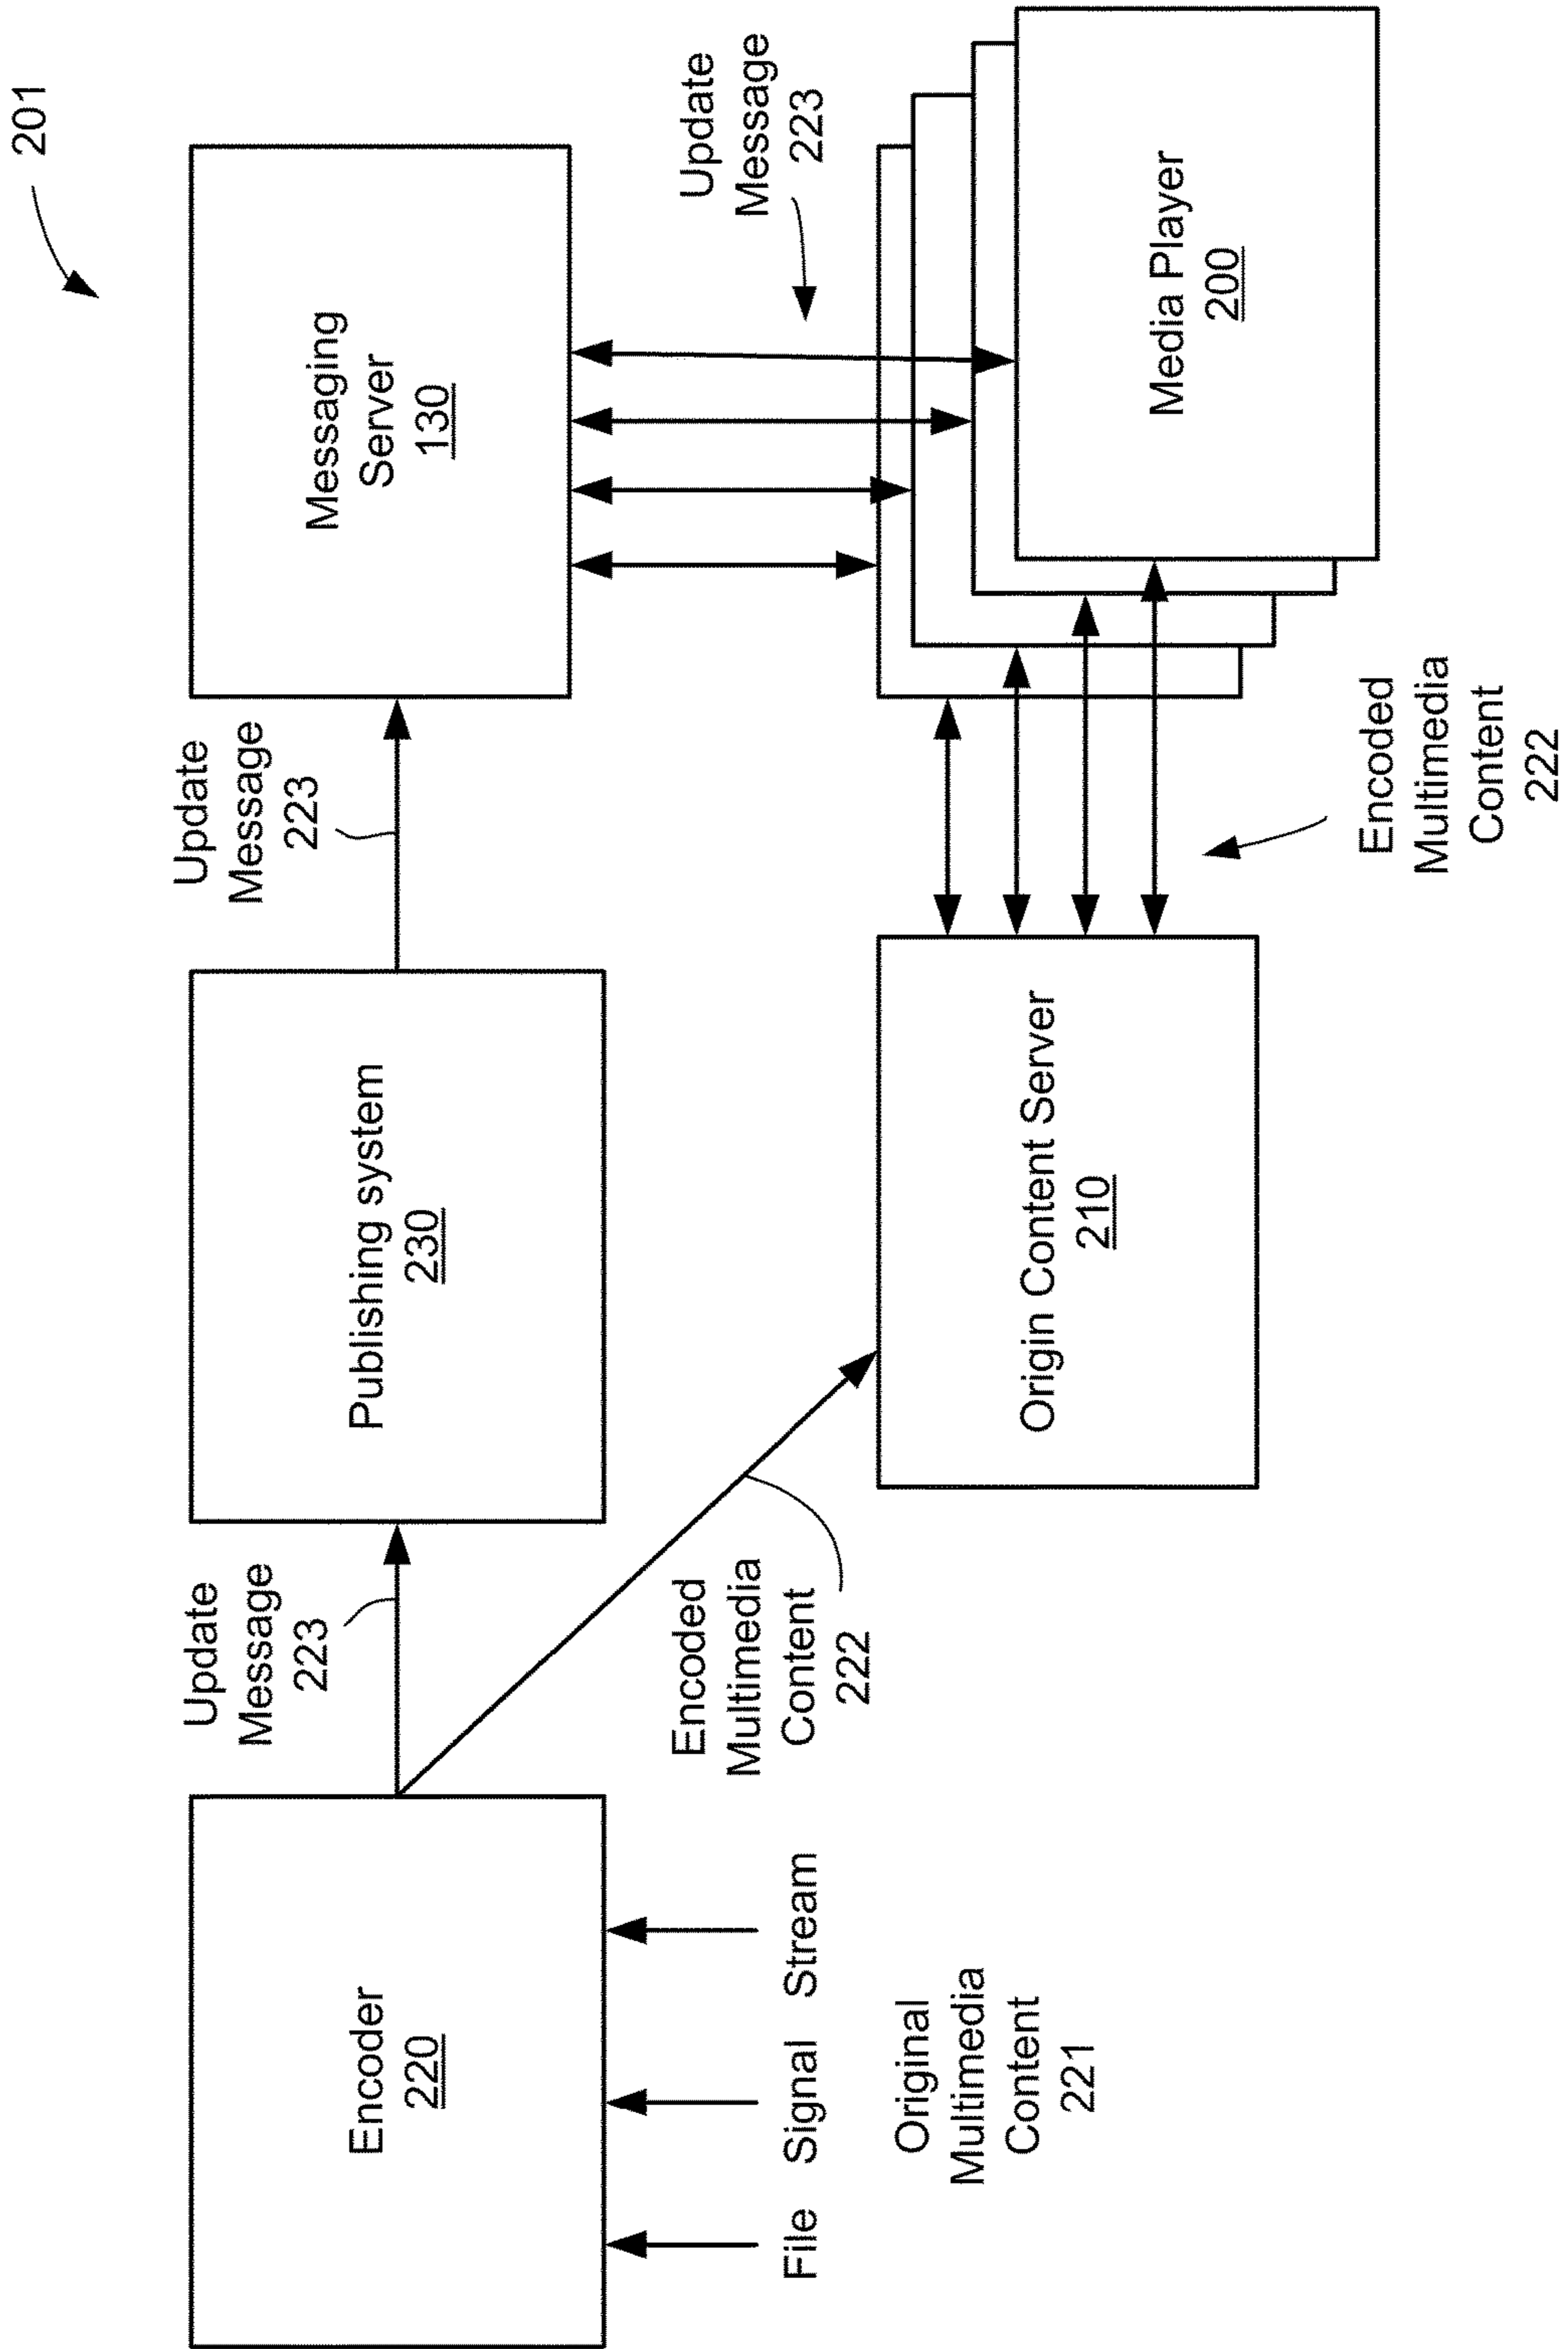 201
Encoder
220
Update
Message
223
Publishing system
230
Update
Message
223
Messaging
Server
130
File Signal Stream
Original
Multimedia
Content
221
Encoded
Multimedia
Content
222
Origin Content Server
210
Update
Message
223
Media Player
200
Encoded
Multimedia
Content
222